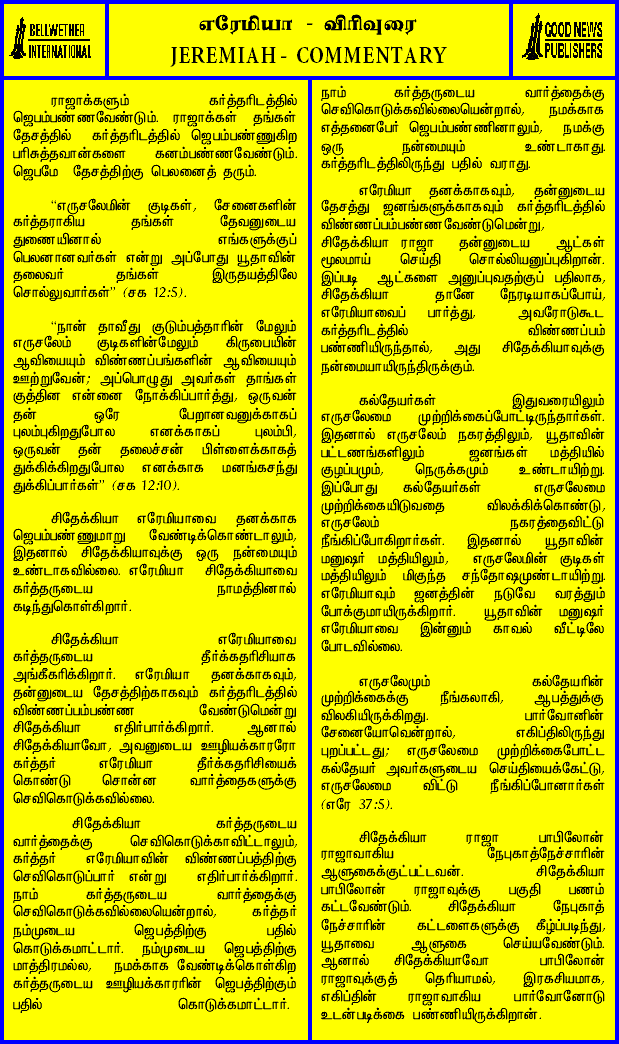 BELLWETHER
INTERNATIONAL
எரேமியா - விரிவுரை
JEREMIAH - COMMENTARY
GOOD NEWS
PUBLISHERS
ராஜாக்களும் கர்த்தரிடத்தில்
ஜெபம்பண்ணவேண்டும். ராஜாக்கள் தங்கள்
தேசத்தில் கர்த்தரிடத்தில் ஜெபம்பண்ணுகிற
பரிசுத்தவான்களை கனம்பண்ணவேண்டும்.
ஜெபமே தேசத்திற்கு பெலனைத் தரும்.
“எருசலேமின் குடிகள், சேனைகளின்
கர்த்தராகிய தங்கள் தேவனுடைய
துணையினால் எங்களுக்குப்
பெலனானவர்கள் என்று அப்போது யூதாவின்
தலைவர் தங்கள் இருதயத்திலே
சொல்லுவார்கள்” (சக 12:5).
“நான் தாவீது குடும்பத்தாரின் மேலும்
எருசலேம் குடிகளின்மேலும் கிருபையின்
ஆவியையும் விண்ணப்பங்களின் ஆவியையும்
ஊற்றுவேன்; அப்பொழுது அவர்கள் தாங்கள்
குத்தின என்னை நோக்கிப்பார்த்து, ஒருவன்
தன் ஒரே பேறானவனுக்காகப்
புலம்புகிறதுபோல எனக்காகப் புலம்பி,
ஒருவன் தன் தலைச்சன் பிள்ளைக்காகத்
துக்கிக்கிறதுபோல எனக்காக மனங்கசந்து
துக்கிப்பார்கள்” (சக 12:10).
சிதேக்கியா எரேமியாவை தனக்காக
ஜெபம்பண்ணுமாறு வேண்டிக்கொண்டாலும்,
இதனால் சிதேக்கியாவுக்கு ஒரு நன்மையும்
உண்டாகவில்லை. எரேமியா சிதேக்கியாவை
கர்த்தருடைய நாமத்தினால்
கடிந்துகொள்கிறார்.
சிதேக்கியா எரேமியாவை
கர்த்தருடைய தீர்க்கதரிசியாக
அங்கீகரிக்கிறார். எரேமியா தனக்காகவும்,
தன்னுடைய தேசத்திற்காகவும் கர்த்தரிடத்தில்
விண்ணப்பம்பண்ண வேண்டுமென்று
சிதேக்கியா எதிர்பார்க்கிறார். ஆனால்
சிதேக்கியாவோ, அவனுடைய ஊழியக்காரரோ
கர்த்தர் எரேமியா தீர்க்கதரிசியைக்
கொண்டு சொன்ன வார்த்தைகளுக்கு
செவிகொடுக்கவில்லை.
சிதேக்கியா கர்த்தருடைய
வார்த்தைக்கு செவிகொடுக்காவிட்டாலும்,
கர்த்தர் எரேமியாவின் விண்ணப்பத்திற்கு
செவிகொடுப்பார் என்று எதிர்பார்க்கிறார்.
நாம் கர்த்தருடைய வார்த்தைக்கு
செவிகொடுக்கவில்லையென்றால், கர்த்தர்
நம்முடைய ஜெபத்திற்கு பதில்
கொடுக்கமாட்டார். நம்முடைய ஜெபத்திற்கு
மாத்திரமல்ல, நமக்காக வேண்டிக்கொள்கிற
கர்த்தருடைய ஊழியக்காரரின் ஜெபத்திற்கும்
பதில் கொடுக்கமாட்டார்.
நாம் கர்த்தருடைய வார்த்தைக்கு
செவிகொடுக்கவில்லையென்றால், நமக்காக
எத்தனைபேர் ஜெபம்பண்ணினாலும், நமக்கு
ஒரு நன்மையும் உண்டாகாது.
கர்த்தரிடத்திலிருந்து பதில் வராது.
எரேமியா தனக்காகவும், தன்னுடைய
தேசத்து ஜனங்களுக்காகவும் கர்த்தரிடத்தில்
விண்ணப்பம்பண்ணவேண்டுமென்று,
சிதேக்கியா ராஜா தன்னுடைய ஆட்கள்
மூலமாய் செய்தி சொல்லியனுப்புகிறான்.
இப்படி ஆட்களை அனுப்புவதற்குப் பதிலாக,
சிதேக்கியா தானே நேரடியாகப்போய்,
எரேமியாவைப் பார்த்து, அவரோடுகூட
கர்த்தரிடத்தில் விண்ணப்பம்
பண்ணியிருந்தால், அது சிதேக்கியாவுக்கு
நன்மையாயிருந்திருக்கும்.
கல்தேயர்கள் இதுவரையிலும்
எருசலேமை முற்றிக்கைப்போட்டிருந்தார்கள்.
இதனால் எருசலேம் நகரத்திலும், யூதாவின்
பட்டணங்களிலும் ஜனங்கள் மத்தியில்
குழப்பமும், நெருக்கமும் உண்டாயிற்று.
இப்போது கல்தேயர்கள் எருசலேமை
முற்றிக்கையிடுவதை விலக்கிக்கொண்டு,
எருசலேம் நகரத்தைவிட்டு
நீங்கிப்போகிறார்கள். இதனால் யூதாவின்
மனுஷர் மத்தியிலும், எருசலேமின் குடிகள்
மத்தியிலும் மிகுந்த சந்தோஷமுண்டாயிற்று.
எரேமியாவும் ஜனத்தின் நடுவே வரத்தும்
போக்குமாயிருக்கிறார். யூதாவின் மனுஷர்
எரேமியாவை இன்னும் காவல் வீட்டிலே
போடவில்லை.
எருசலேமும் கல்தேயரின்
முற்றிக்கைக்கு நீங்கலாகி, ஆபத்துக்கு
விலகியிருக்கிறது. பார்வோனின்
சேனையோவென்றால், எகிப்திலிருந்து
புறப்பட்டது; எருசலேமை முற்றிக்கைபோட்ட
கல்தேயர் அவர்களுடைய செய்தியைக்கேட்டு,
எருசலேமை விட்டு நீங்கிப்போனார்கள்
(எரே 37:5).
சிதேக்கியா ராஜா பாபிலோன்
ராஜாவாகிய நேபுகாத்நேச்சாரின்
ஆளுகைக்குட்பட்டவன். சிதேக்கியா
பாபிலோன் ராஜாவுக்கு பகுதி பணம்
கட்டவேண்டும். சிதேக்கியா நேபுகாத்
நேச்சாரின் கட்டளைகளுக்கு கீழ்ப்படிந்து,
யூதாவை ஆளுகை செய்யவேண்டும்.
ஆனால் சிதேக்கியாவோ பாபிலோன்
ராஜாவுக்குத் தெரியாமல், இரகசியமாக,
எகிப்தின் ராஜாவாகிய பார்வோனோடு
உடன்படிக்கை பண்ணியிருக்கிறான்.